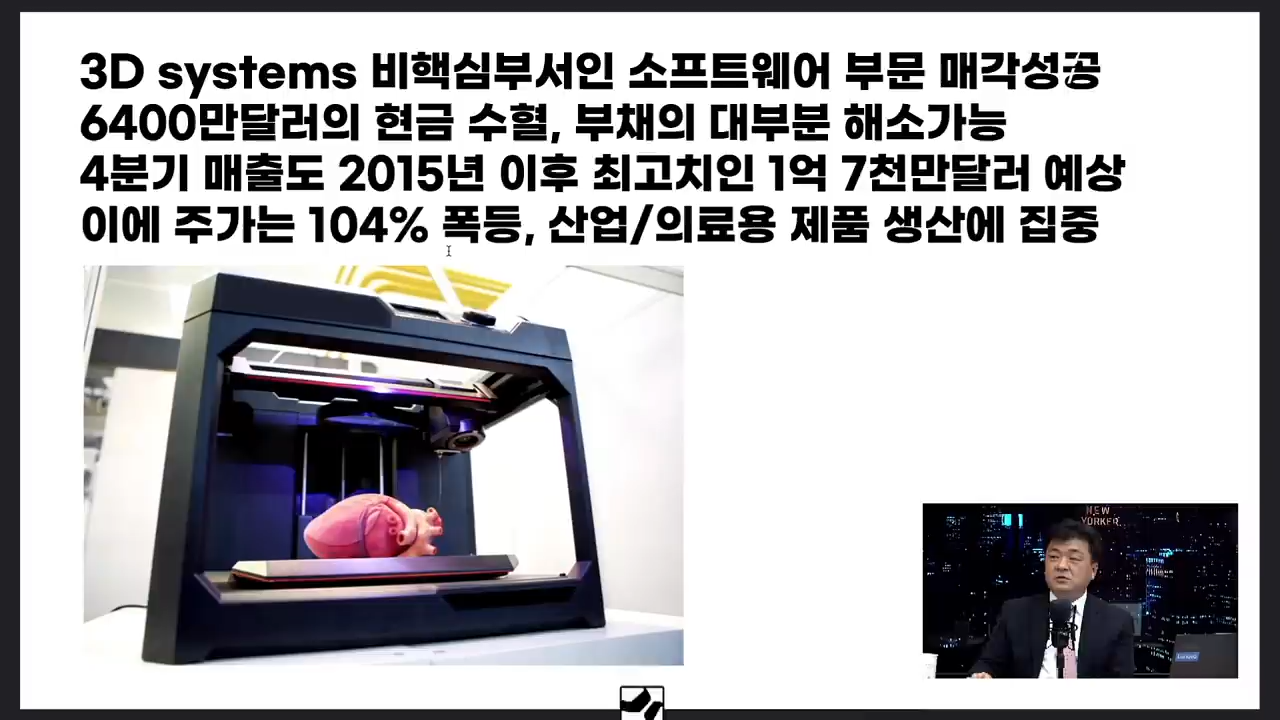 3D systems 비핵심부서인 소프트웨어 부문 매각성공
6400만달러의 현금 수혈, 부채의 대부분 해소가능
4분기 매출도 2015년 이후 최고치인 1억 7천만달러 예상
이에 주가는 104% 폭등, 산업/의료용 제품 생산에 집중
NEW
YORKER